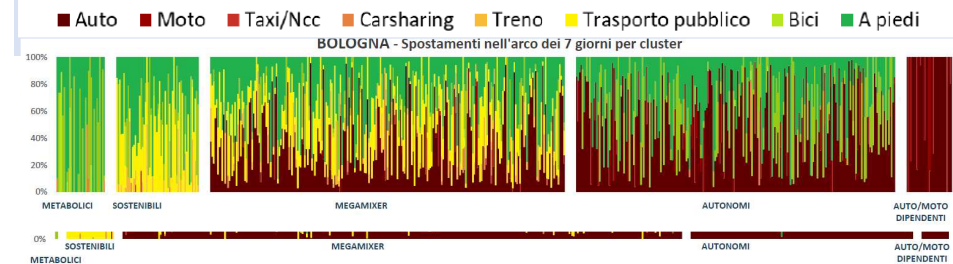 Auto Moto Taxi/Ncc Carsharing Treno Trasporto pubblico Bici A piedi
BOLOGNA - Spostamenti nell'arco dei 7 giorni per cluster
100%
80%
60%
40%
20%
0%
METABOLICI SOSTENIBILI MEGAMIXER AUTONOMI AUTO/MOTO
DIPENDENTI
0%
SOSTENIBILI MEGAMIXER AUTONOMI AUTO/MOTO
METABOLICI DIPENDENTI